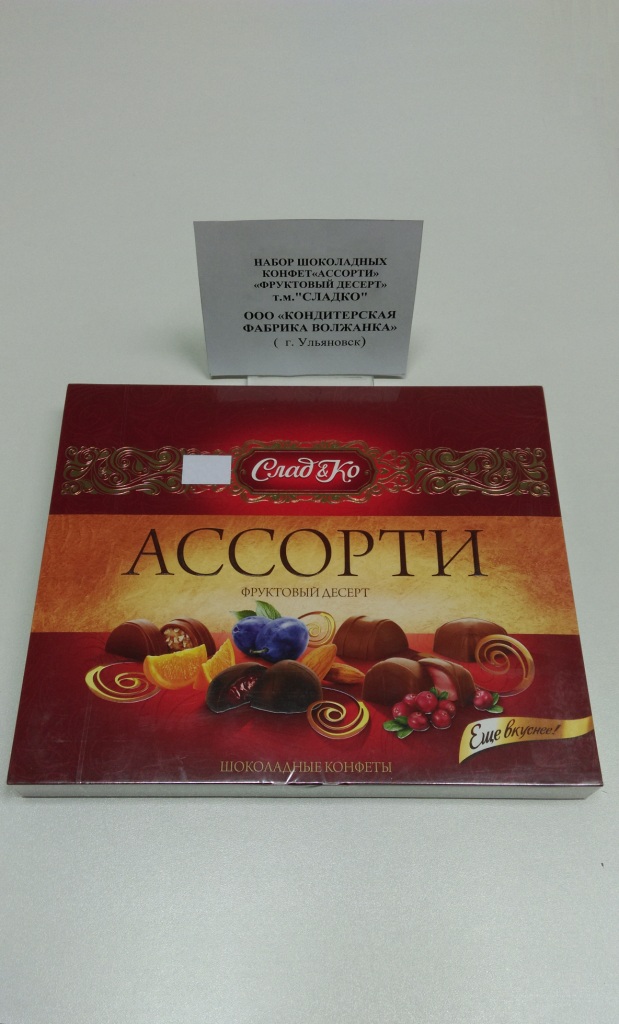 НАБОР ШОКОЛАДНЫХ
КОНФЕТ«АССОРТИ»
«ФРУКТОВЫЙ ДЕСЕРТ»
т.м."СЛАДКО"
ООО «КОНДИТЕРСКАЯ
ФАБРИКА ВОЛЖАНКА»
( г. Ульяновск)
Слад&Ко
АССОРТИ
ФРУКТОВЫЙ ДЕСЕРТ
Еще вкуснее!
ШОКОЛАДНЫЕ КОНФЕТЫ